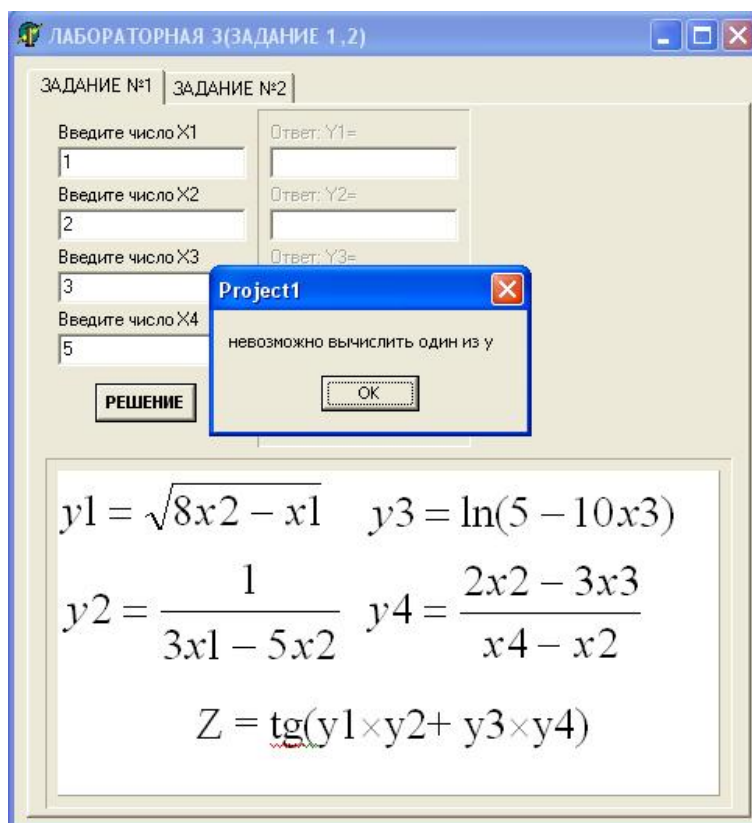 ЛАБОРАТОРНАЯ 3(ЗАДАНИЕ 1,2)
ЗАДАНИЕ №1 ЗАДАНИЕ №2
Введите число X1
Ответ: Y1=
1
Введите число X2
Ответ: Y2=
2
Введите число X3
Ответ: Y3=
3
Введите число X4
5
РЕШЕНИЕ
Project1
невозможно вычислить один из у
OK
y1 = √(8x2 − x1) y3 = ln(5 − 10x3)
y2 = 1/(3x1 − 5x2) y4 = (2x2 − 3x3)/(x4 − x2)
Z = tg(y1×y2+ y3×y4)